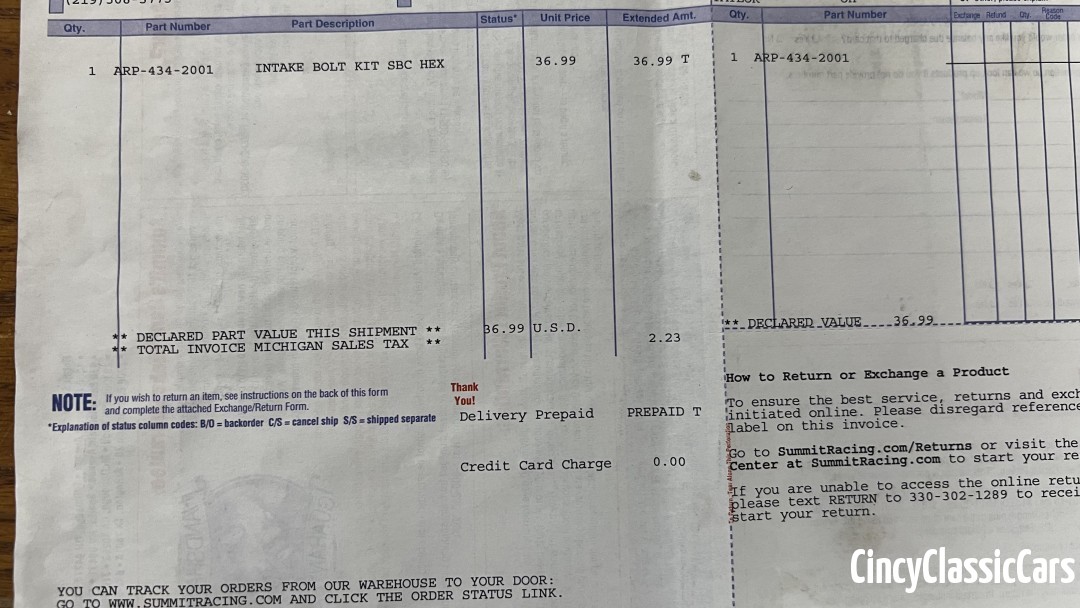 Qty. Part Number Part Description Status* Unit Price Extended Amt.
1 ARP-434-2001 INTAKE BOLT KIT SBC HEX 36.99 36.99 T
** DECLARED PART VALUE THIS SHIPMENT ** 36.99 U.S.D.
** TOTAL INVOICE MICHIGAN SALES TAX ** 2.23
NOTE: If you wish to return an item, see instructions on the back of this form
and complete the attached Exchange/Return Form.
*Explanation of status column codes: B/O = backorder C/S = cancel ship S/S = shipped separate
Thank
You!
Delivery Prepaid PREPAID T
Credit Card Charge 0.00
YOU CAN TRACK YOUR ORDERS FROM OUR WAREHOUSE TO YOUR DOOR:
GO TO WWW.SUMMITRACING.COM AND CLICK THE ORDER STATUS LINK.
Qty. Part Number Exchange Refund Qty. Reason Code
1 ARP-434-2001
** DECLARED VALUE 36.99
How to Return or Exchange a Product
To ensure the best service, returns and exch
initiated online. Please disregard reference
label on this invoice.
Go to SummitRacing.com/Returns or visit the
Center at SummitRacing.com to start your re
If you are unable to access the online retu
please text RETURN to 330-302-1289 to recei
start your return.
CincyClassicCars